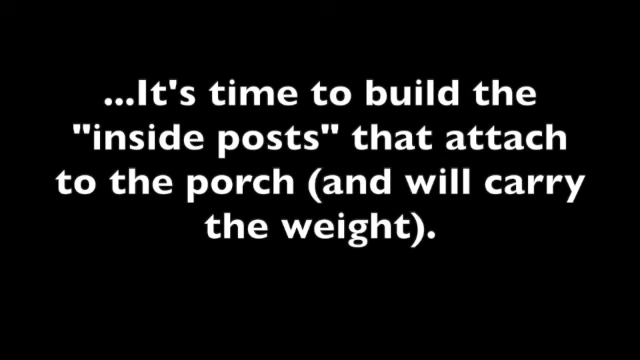 ...It's time to build the
"inside posts" that attach
to the porch (and will carry
the weight).